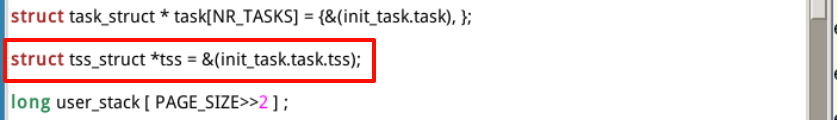 struct task_struct * task[NR_TASKS] = {&(init_task.task), };
struct tss_struct *tss = &(init_task.task.tss);
long user_stack [ PAGE_SIZE>>2 ] ;